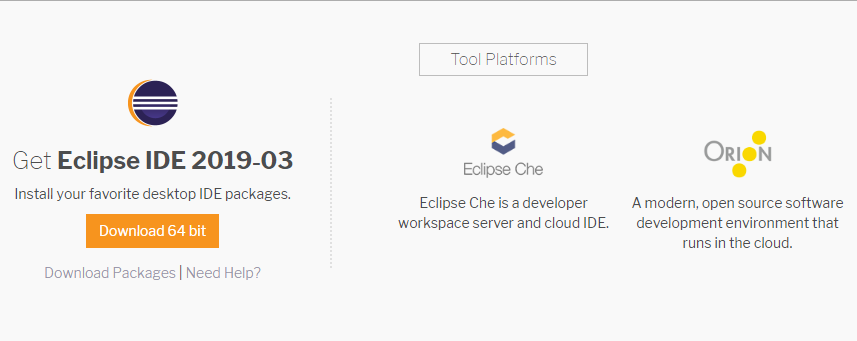 Get Eclipse IDE 2019-03
Install your favorite desktop IDE packages.
Download 64 bit
Download Packages | Need Help?
Tool Platforms
Eclipse Che
Eclipse Che is a developer
workspace server and cloud IDE.
ORION
A modern, open source software
development environment that
runs in the cloud.